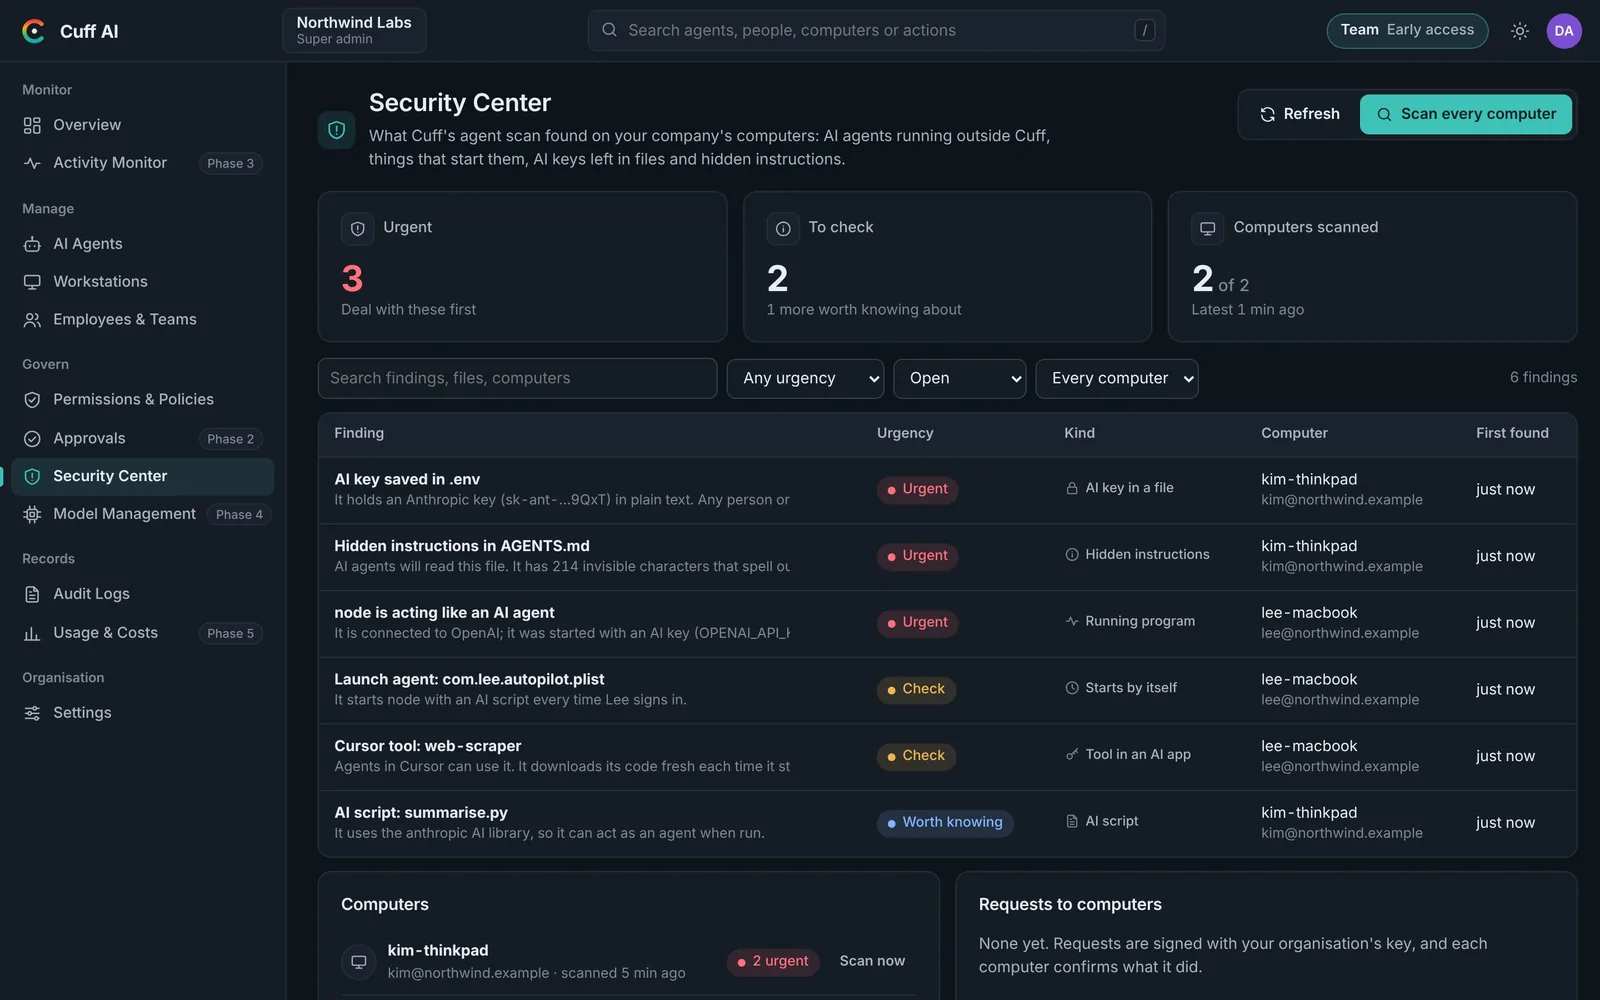 Cuff AI
Northwind Labs
Super admin
Search agents, people, computers or actions
/
Team Early access
DA
Monitor
Overview
Activity Monitor
Phase 3
Manage
AI Agents
Workstations
Employees & Teams
Govern
Permissions & Policies
Approvals
Phase 2
Security Center
Model Management
Phase 4
Records
Audit Logs
Usage & Costs
Phase 5
Organisation
Settings
Security Center
What Cuff's agent scan found on your company's computers: AI agents running outside Cuff,
things that start them, AI keys left in files and hidden instructions.
Refresh
Scan every computer
Urgent
3
Deal with these first
To check
2
1 more worth knowing about
Computers scanned
2 of 2
Latest 1 min ago
Search findings, files, computers
Any urgency
Open
Every computer
6 findings
Finding
Urgency
Kind
Computer
First found
AI key saved in .env
It holds an Anthropic key (sk-ant-...9QxT) in plain text. Any person or
Urgent
AI key in a file
kim-thinkpad
kim@northwind.example
just now
Hidden instructions in AGENTS.md
AI agents will read this file. It has 214 invisible characters that spell ou
Urgent
Hidden instructions
kim-thinkpad
kim@northwind.example
just now
node is acting like an AI agent
It is connected to OpenAI; it was started with an AI key (OPENAI_API_
Urgent
Running program
lee-macbook
lee@northwind.example
just now
Launch agent: com.lee.autopilot.plist
It starts node with an AI script every time Lee signs in.
Check
Starts by itself
lee-macbook
lee@northwind.example
just now
Cursor tool: web-scraper
Agents in Cursor can use it. It downloads its code fresh each time it st
Check
Tool in an AI app
lee-macbook
lee@northwind.example
just now
AI script: summarise.py
It uses the anthropic AI library, so it can act as an agent when run.
Worth knowing
AI script
kim-thinkpad
kim@northwind.example
just now
Computers
kim-thinkpad
kim@northwind.example · scanned 5 min ago
2 urgent
Scan now
Requests to computers
None yet. Requests are signed with your organisation's key, and each
computer confirms what it did.